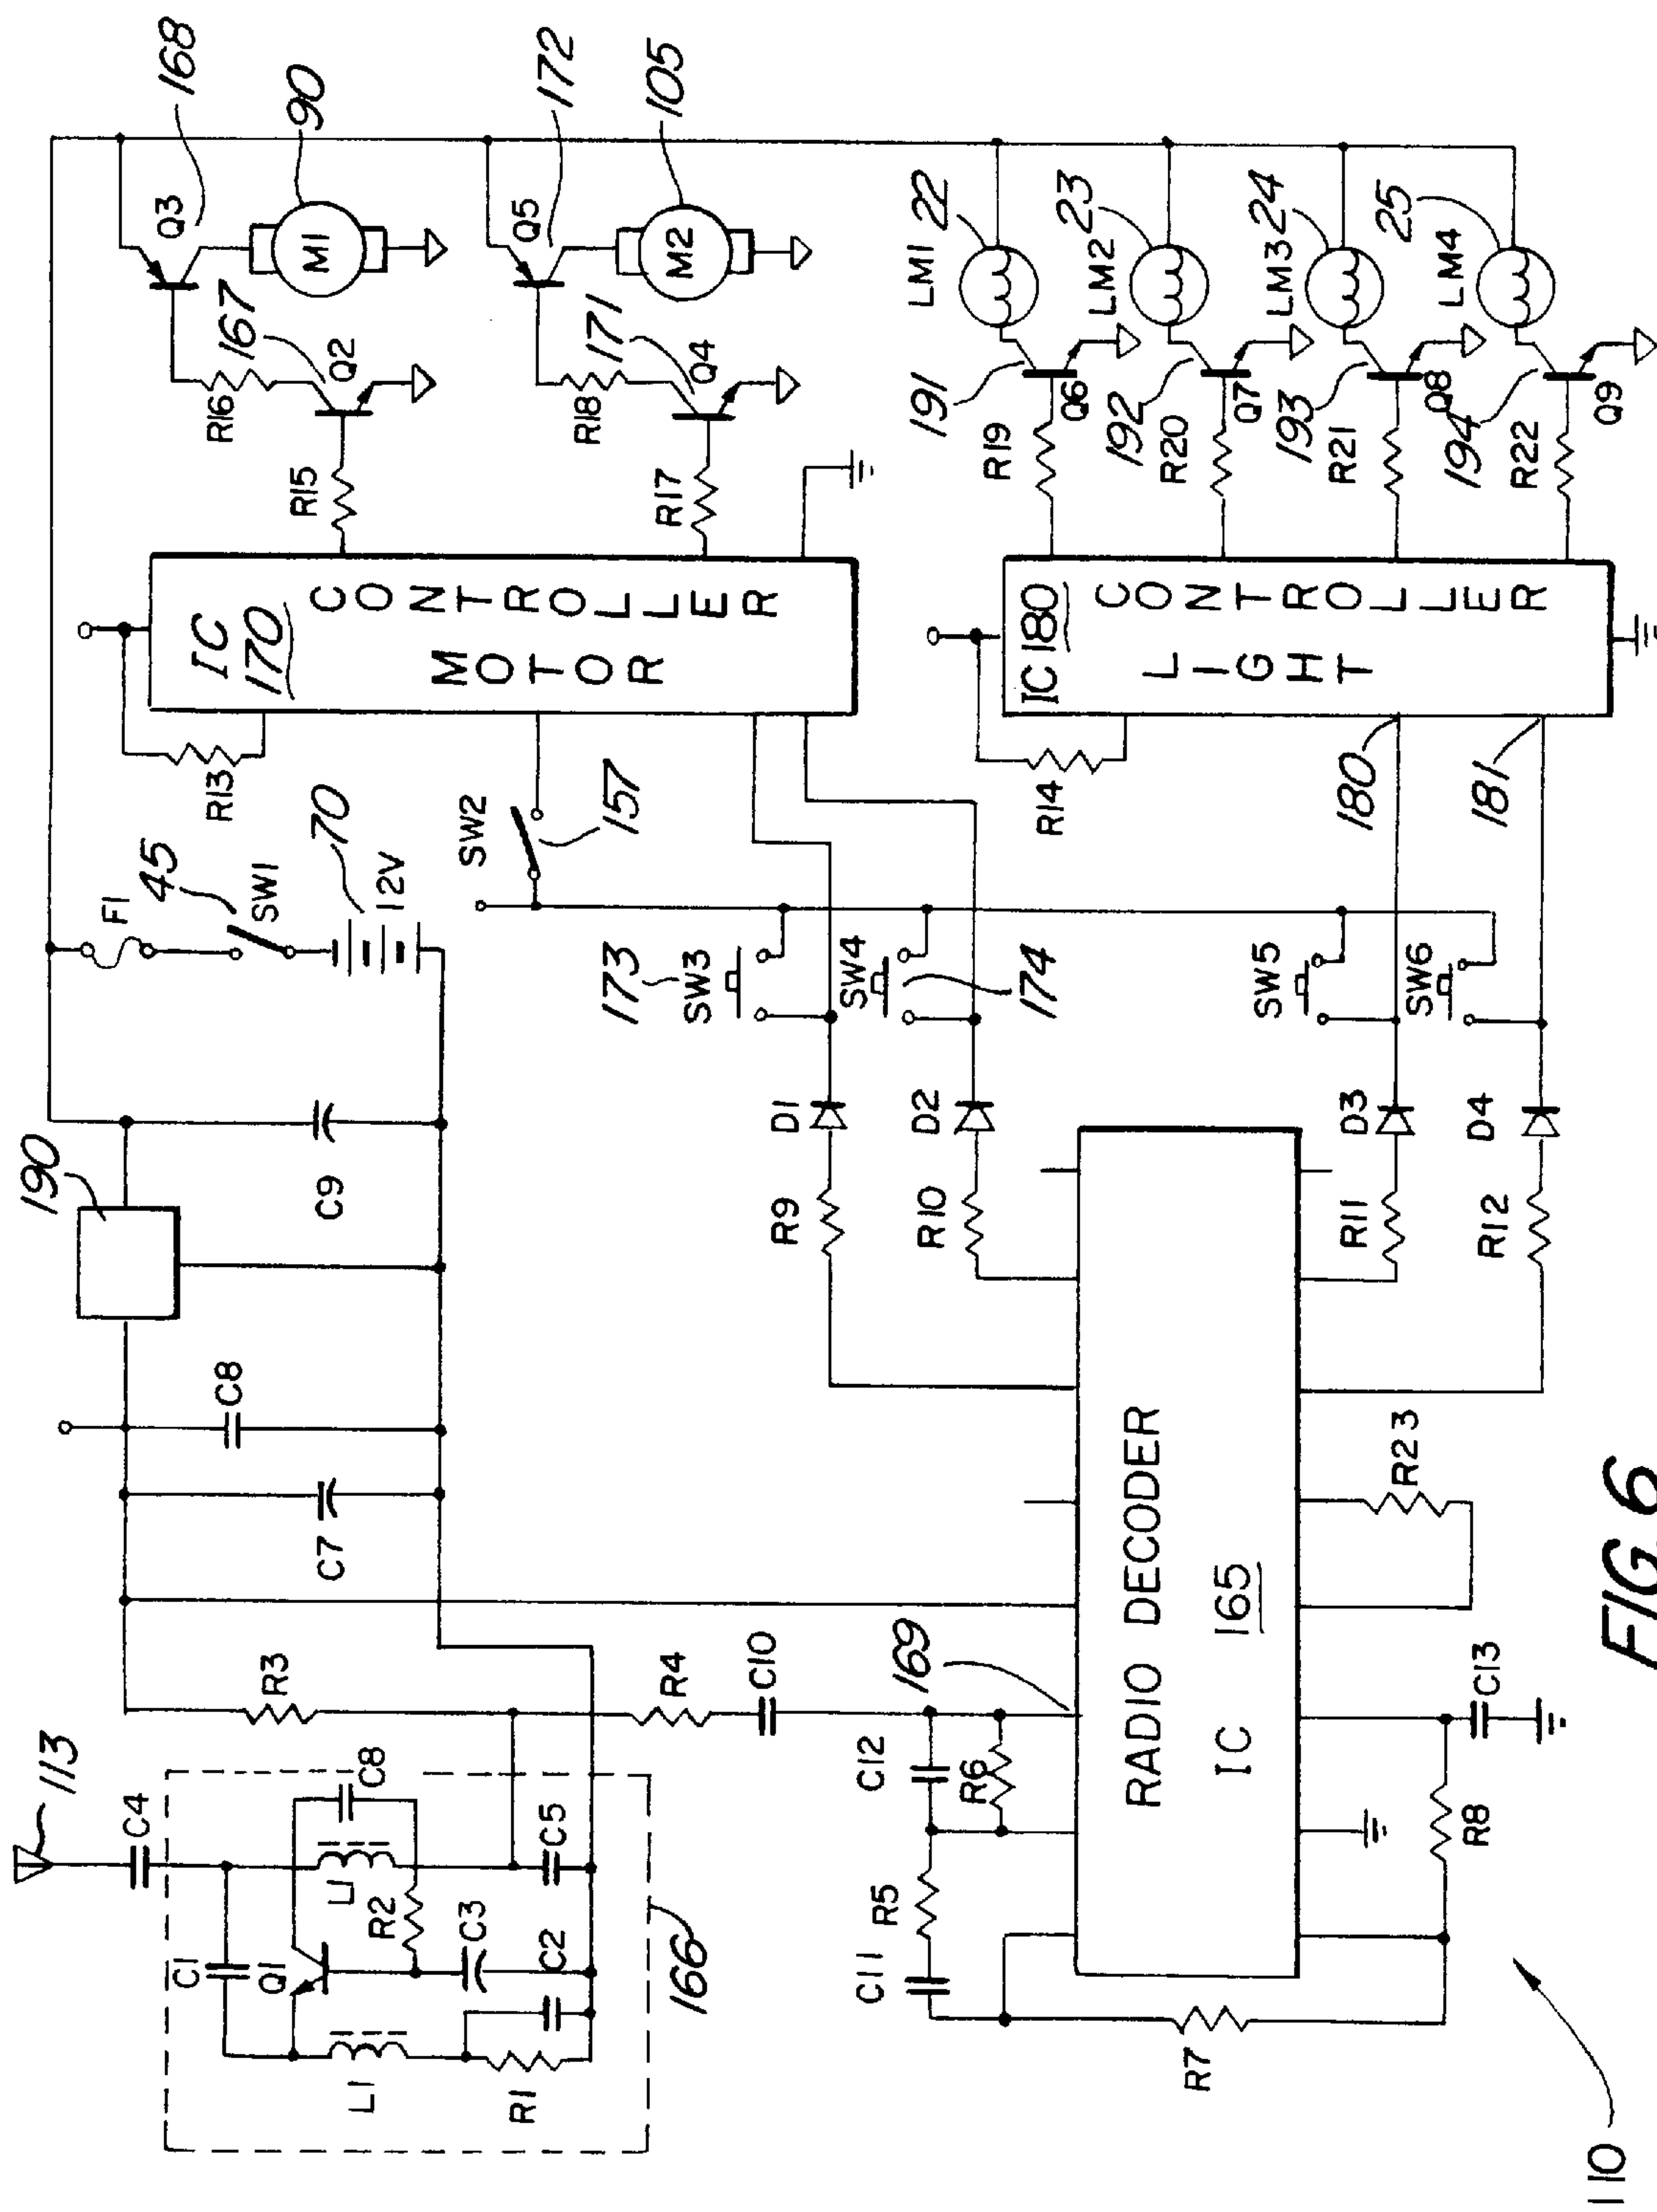 113
C4
C1
Q1
L1
C8
R2
C3
L1
R1
C2
C5
166
R3
R4
C10
C7
C8
190
C9
F1
45
SW1
70
12V
R13
IC
170
MOTOR
CONTROLLER
R15
R16
167
Q2
Q3
168
M1
90
R17
R18
171
Q4
Q5
172
M2
105
SW2
157
173
SW3
SW4
174
D1
D2
R9
R10
SW5
SW6
D3
D4
R11
R12
R14
IC 180
LIGHT
CONTROLLER
180
181
R19
191
Q6
LM1
22
R20
192
Q7
LM2
23
R21
193
Q8
LM3
24
R22
194
Q9
LM4
25
169
C12
R6
R5
C11
R7
RADIO DECODER
IC 165
R8
C13
R23
110
FIG. 6